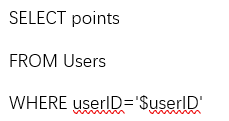 SELECT points
FROM Users
WHERE userID='$userID'